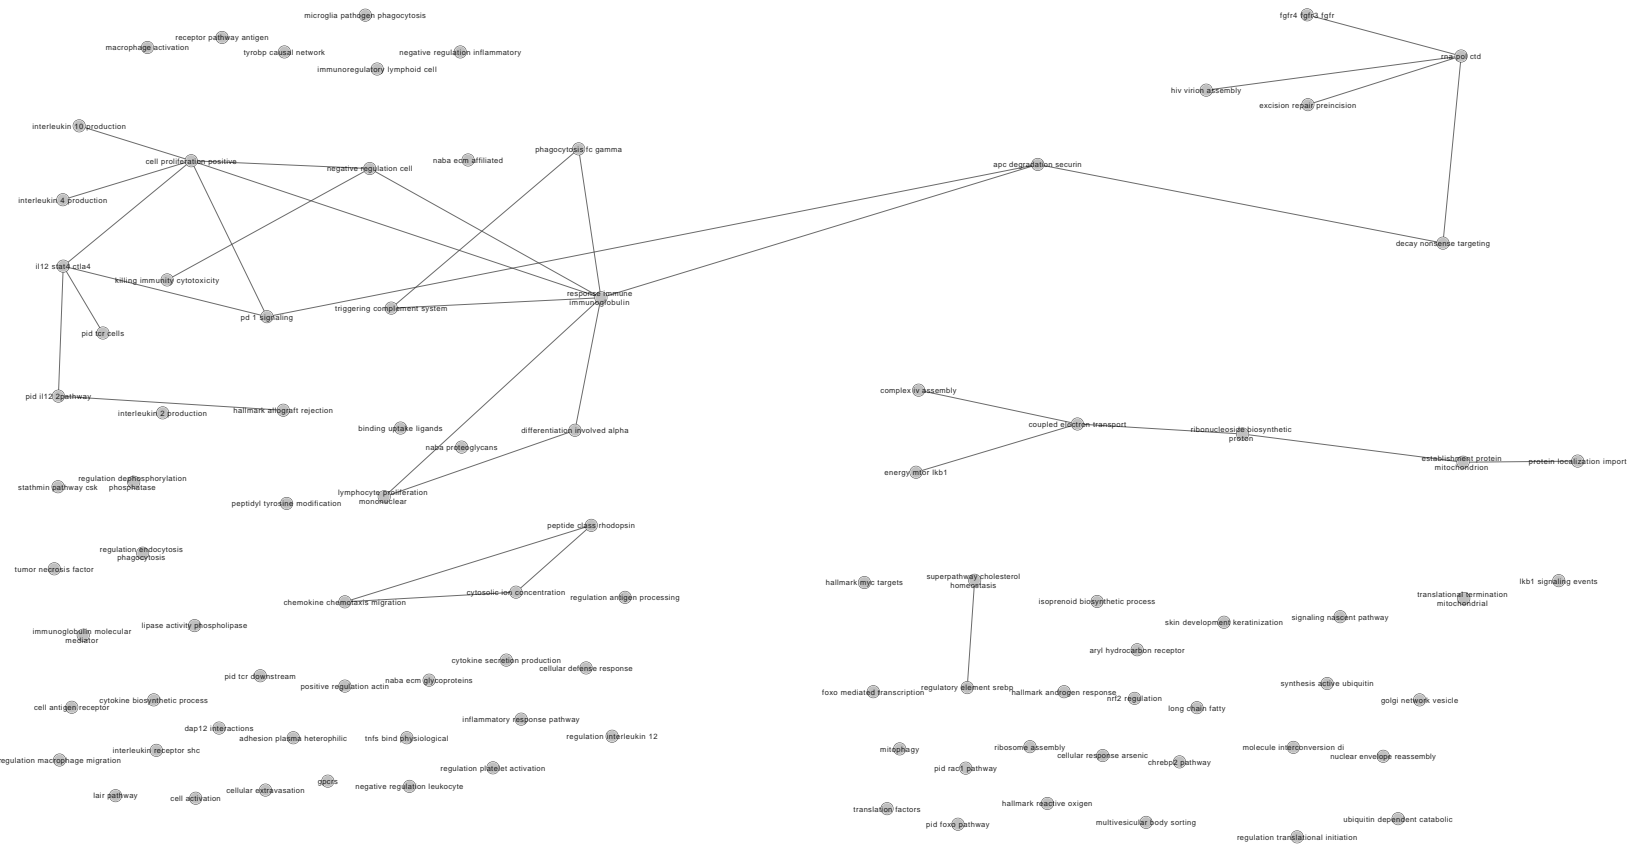 microglia pathogen phagocytosis
fgfr4 fgfr3 fgfr
receptor pathway antigen
macrophage activation
tyrobp causal network
negative regulation inflammatory
rna pol ctd
immunoregulatory lymphoid cell
hiv virion assembly
excision repair preincision
interleukin 10 production
cell proliferation positive
negative regulation cell
naba ecm affiliated
phagocytosis fc gamma
apc degradation securin
interleukin 4 production
decay nonsense targeting
il12 stat4 ctla4
killing immunity cytotoxicity
response immune
immunoglobulin
triggering complement system
pd 1 signaling
pid tcr cells
complex iv assembly
pid il12 2pathway
interleukin 2 production
hallmark allograft rejection
binding uptake ligands
differentiation involved alpha
coupled electron transport
ribonucleoside biosynthetic
proton
naba proteoglycans
establishment protein
mitochondrion
protein localization import
energy mtor lkb1
stathmin pathway csk
regulation dephosphorylation
phosphatase
peptidyl tyrosine modification
lymphocyte proliferation
mononuclear
peptide class rhodopsin
regulation endocytosis
phagocytosis
tumor necrosis factor
hallmark myc targets
superpathway cholesterol
homeostasis
lkb1 signaling events
chemokine chemotaxis migration
cytosolic ion concentration
regulation antigen processing
isoprenoid biosynthetic process
translational termination
mitochondrial
immunoglobulin molecular
mediator
lipase activity phospholipase
skin development keratinization
signaling nascent pathway
aryl hydrocarbon receptor
cytokine secretion production
cellular defense response
pid tcr downstream
positive regulation actin
naba ecm glycoproteins
foxo mediated transcription
regulatory element srebp
hallmark androgen response
nrf2 regulation
synthesis active ubiquitin
cell antigen receptor
cytokine biosynthetic process
long chain fatty
golgi network vesicle
dap12 interactions
adhesion plasma heterophilic
tnfs bind physiological
inflammatory response pathway
regulation interleukin 12
regulation macrophage migration
interleukin receptor shc
mitophagy
ribosome assembly
cellular response arsenic
molecule interconversion di
nuclear envelope reassembly
regulation platelet activation
pid rac1 pathway
chrebp2 pathway
lair pathway
cell activation
cellular extravasation
gpcrs
negative regulation leukocyte
translation factors
hallmark reactive oxigen
pid foxo pathway
multivesicular body sorting
ubiquitin dependent catabolic
regulation translational initiation